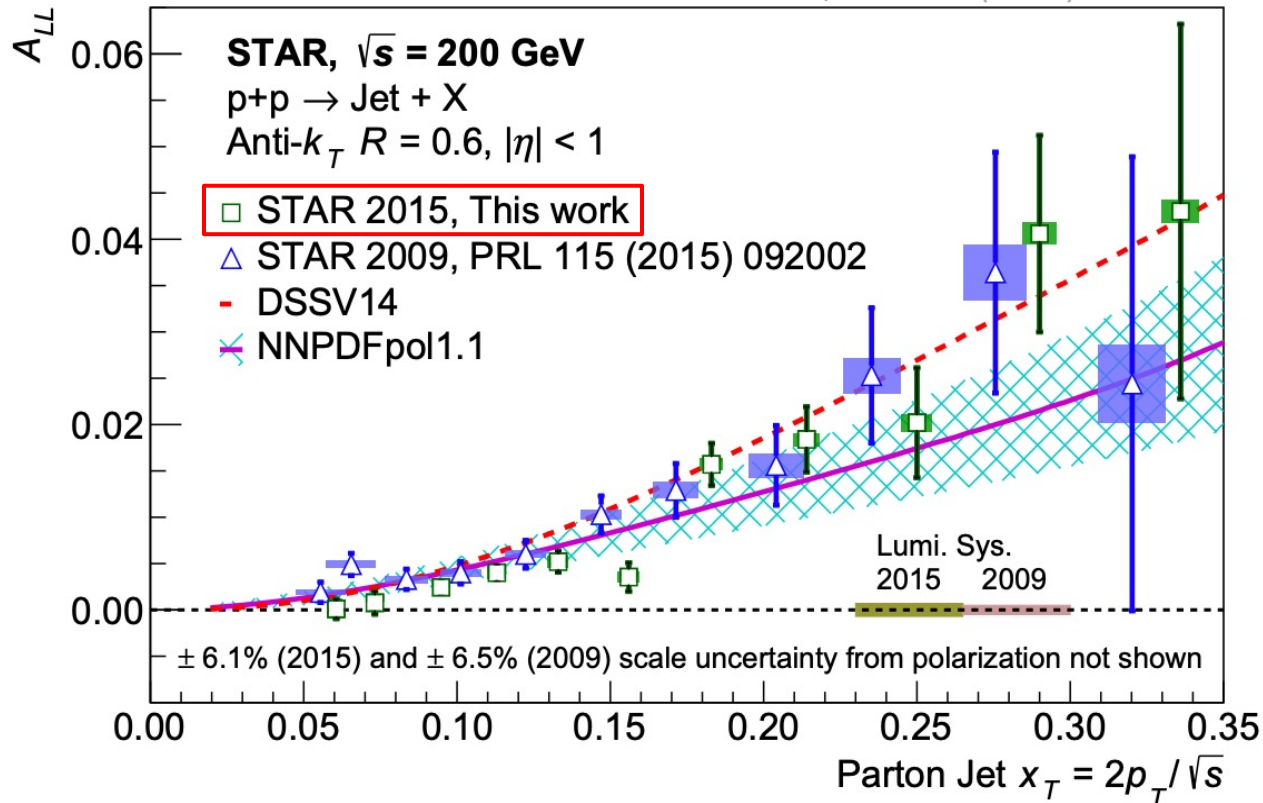 A_LL
0.06
0.04
0.02
0.00
STAR, √s = 200 GeV
p+p → Jet + X
Anti-k_T R = 0.6, |η| < 1
STAR 2015, This work
STAR 2009, PRL 115 (2015) 092002
DSSV14
NNPDFpol1.1
Lumi. Sys.
2015 2009
± 6.1% (2015) and ± 6.5% (2009) scale uncertainty from polarization not shown
0.00 0.05 0.10 0.15 0.20 0.25 0.30 0.35
Parton Jet x_T = 2p_T/√s